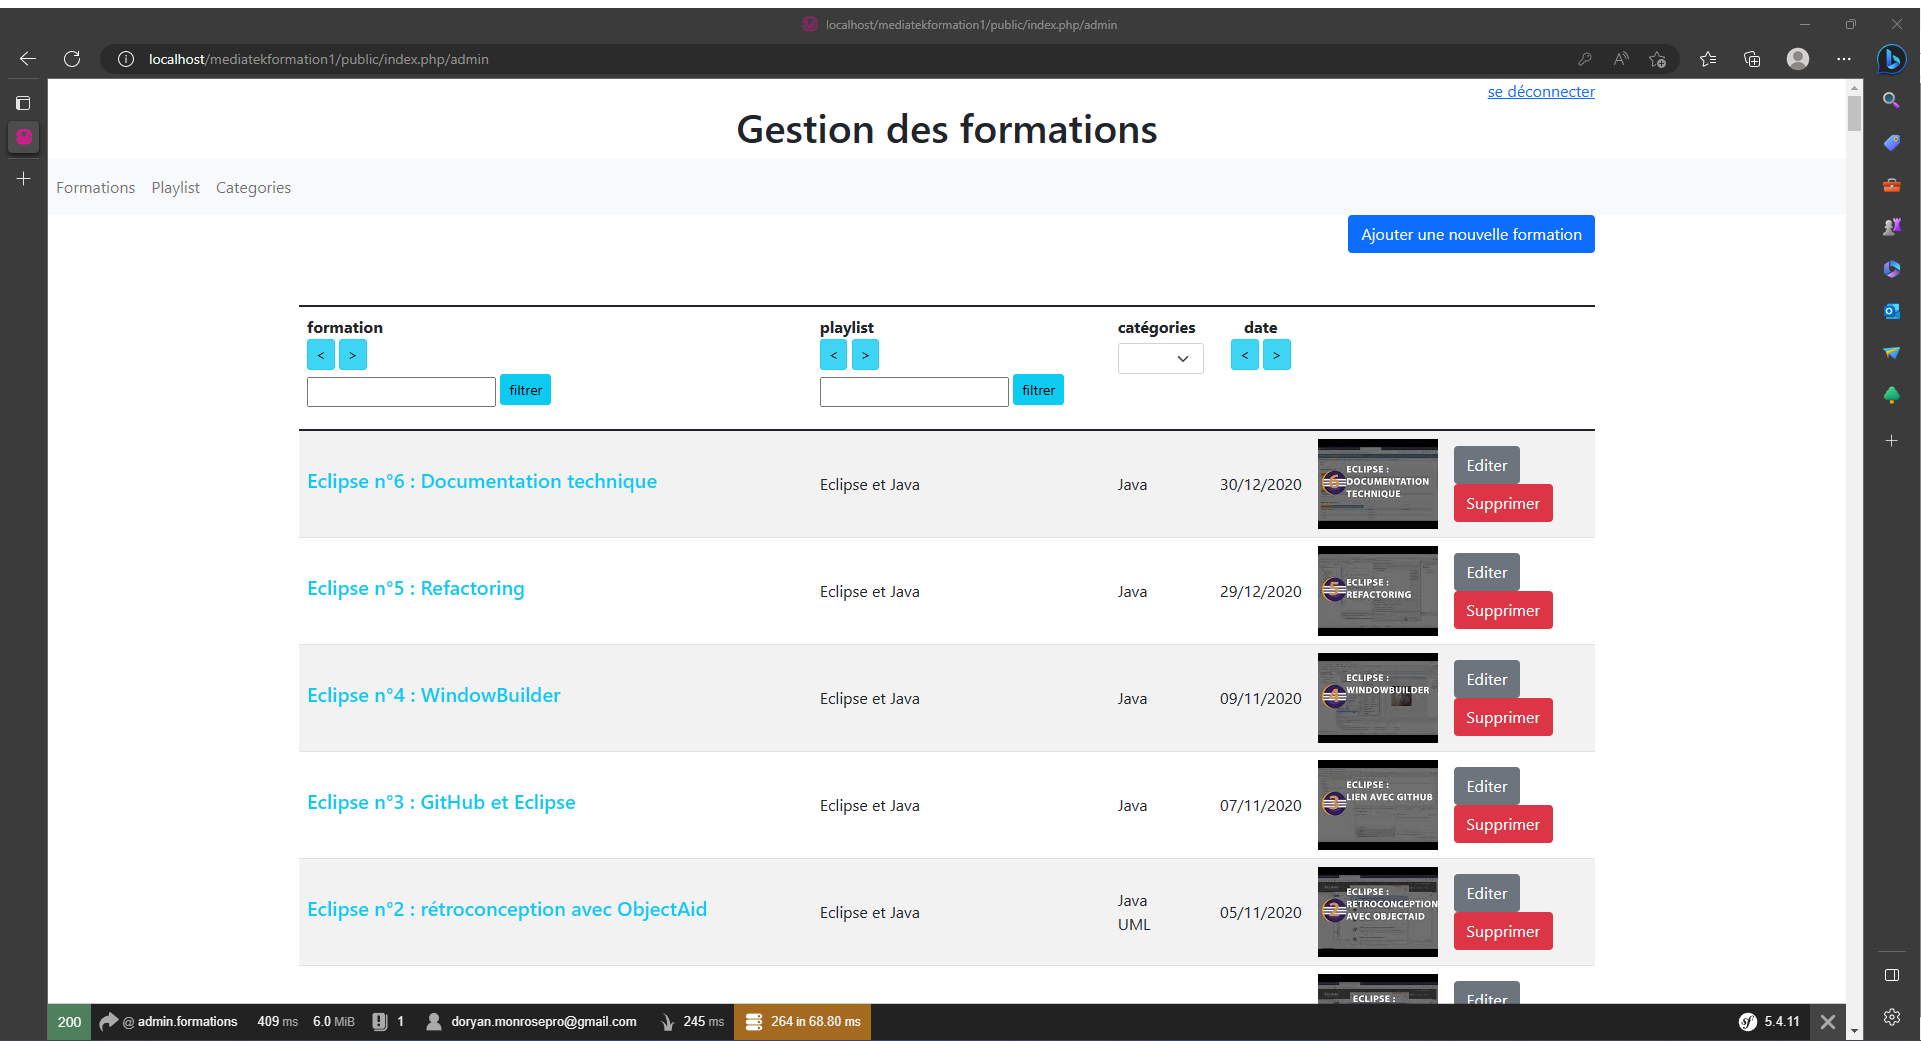 localhost/mediatekformation1/public/index.php/admin
localhost/mediatekformation1/public/index.php/admin
se déconnecter
Gestion des formations
Formations Playlist Categories
Ajouter une nouvelle formation
formation playlist catégories date
< > < > < >
filtrer filtrer
Eclipse n°6 : Documentation technique Eclipse et Java Java 30/12/2020
6 ECLIPSE :
DOCUMENTATION
TECHNIQUE
Editer
Supprimer
Eclipse n°5 : Refactoring Eclipse et Java Java 29/12/2020
5 ECLIPSE :
REFACTORING
Editer
Supprimer
Eclipse n°4 : WindowBuilder Eclipse et Java Java 09/11/2020
4 ECLIPSE :
WINDOWBUILDER
Editer
Supprimer
Eclipse n°3 : GitHub et Eclipse Eclipse et Java Java 07/11/2020
3 ECLIPSE :
LIEN AVEC GITHUB
Editer
Supprimer
Eclipse n°2 : rétroconception avec ObjectAid Eclipse et Java Java
UML
05/11/2020
2 ECLIPSE :
RETROCONCEPTION
AVEC OBJECTAID
Editer
Supprimer
ECLIPSE :
Editer
200 @ admin.formations 409 ms 6.0 MiB 1 doryan.monrosepro@gmail.com 245 ms 264 in 68.80 ms sf 5.4.11